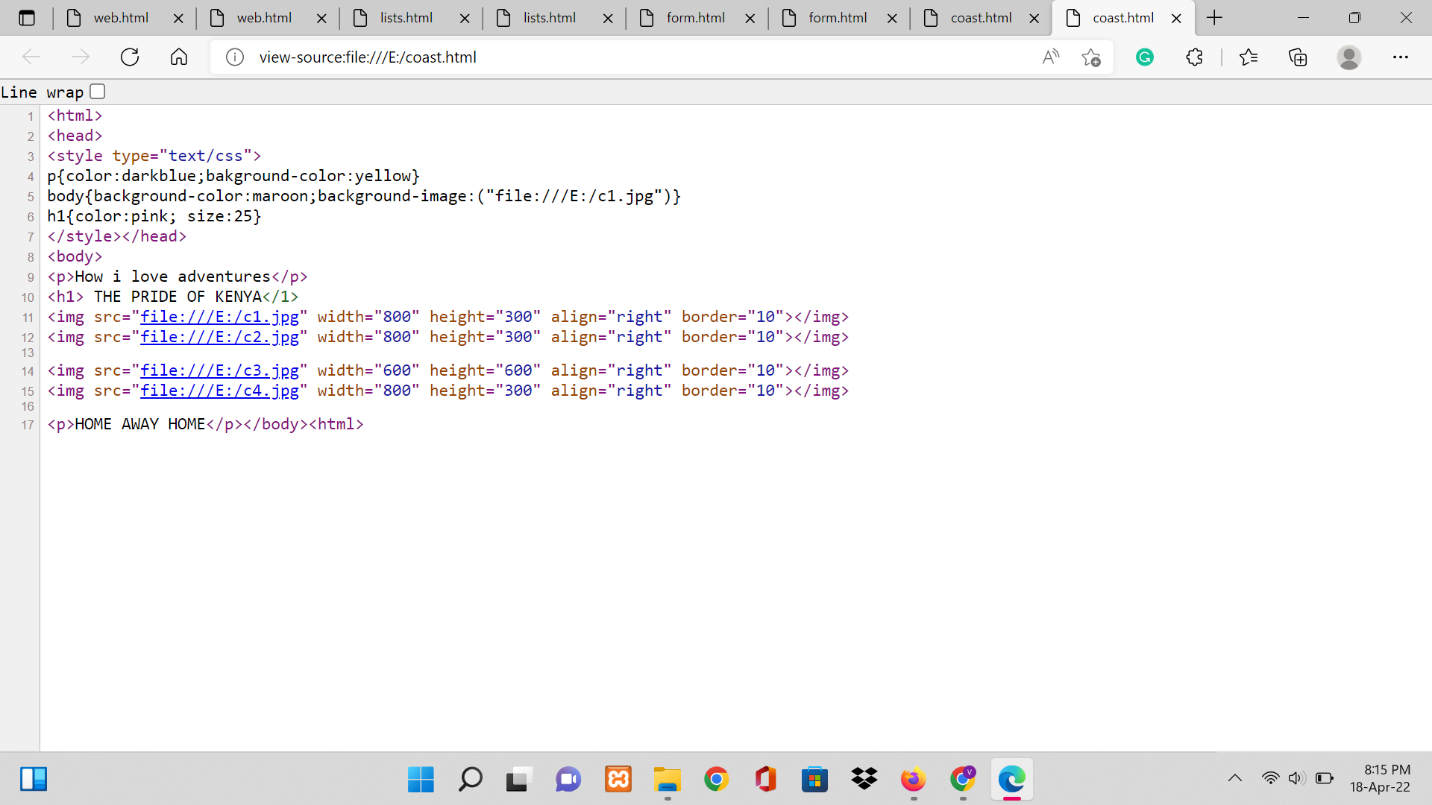 web.html web.html lists.html lists.html form.html form.html coast.html coast.html
view-source:file:///E:/coast.html
Line wrap
1 <html>
2 <head>
3 <style type="text/css">
4 p{color:darkblue;bakground-color:yellow}
5 body{background-color:maroon;background-image:("file:///E:/c1.jpg")}
6 h1{color:pink; size:25}
7 </style></head>
8 <body>
9 <p>How i love adventures</p>
10 <h1> THE PRIDE OF KENYA</1>
11 <img src="file:///E:/c1.jpg" width="800" height="300" align="right" border="10"></img>
12 <img src="file:///E:/c2.jpg" width="800" height="300" align="right" border="10"></img>
13
14 <img src="file:///E:/c3.jpg" width="600" height="600" align="right" border="10"></img>
15 <img src="file:///E:/c4.jpg" width="800" height="300" align="right" border="10"></img>
16
17 <p>HOME AWAY HOME</p></body><html>
8:15 PM
18-Apr-22